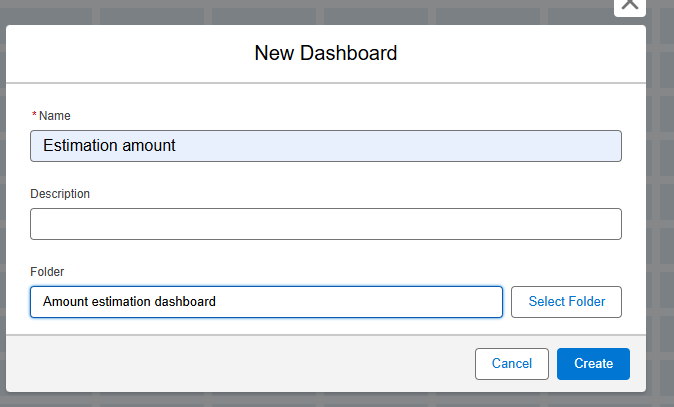 New Dashboard
* Name
Estimation amount
Description
Folder
Amount estimation dashboard
Select Folder
Cancel
Create